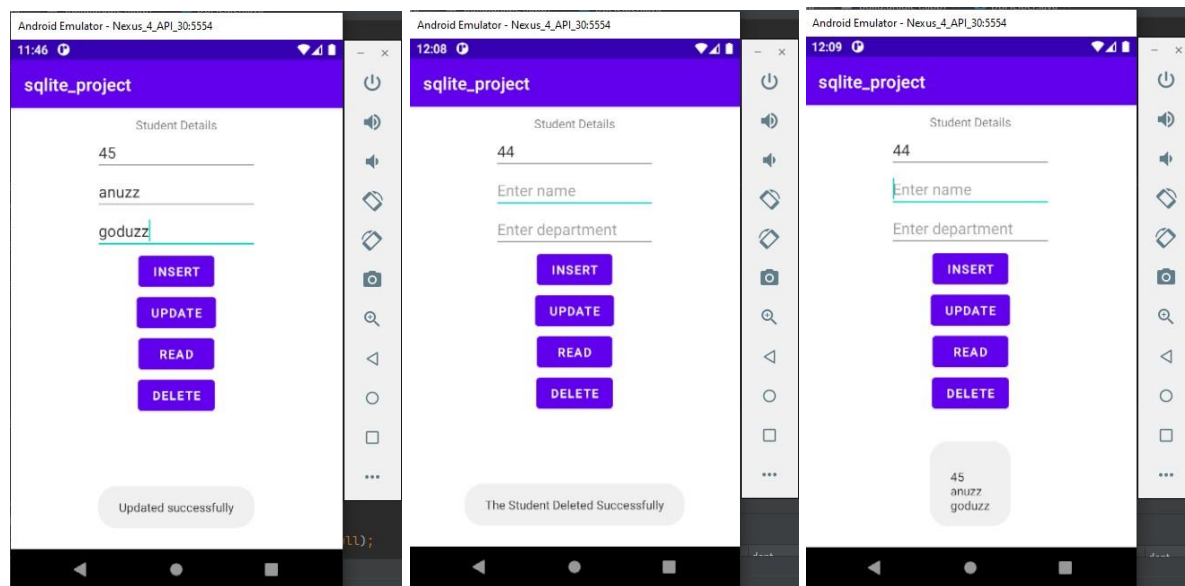 Android Emulator - Nexus_4_API_30:5554
11:46
sqlite_project
Student Details
45
anuzz
goduzz
INSERT
UPDATE
READ
DELETE
Updated successfully
ll);
Android Emulator - Nexus_4_API_30:5554
12:08
sqlite_project
Student Details
44
Enter name
Enter department
INSERT
UPDATE
READ
DELETE
The Student Deleted Successfully
Android Emulator - Nexus_4_API_30:5554
12:09
sqlite_project
Student Details
44
Enter name
Enter department
INSERT
UPDATE
READ
DELETE
45
anuzz
goduzz